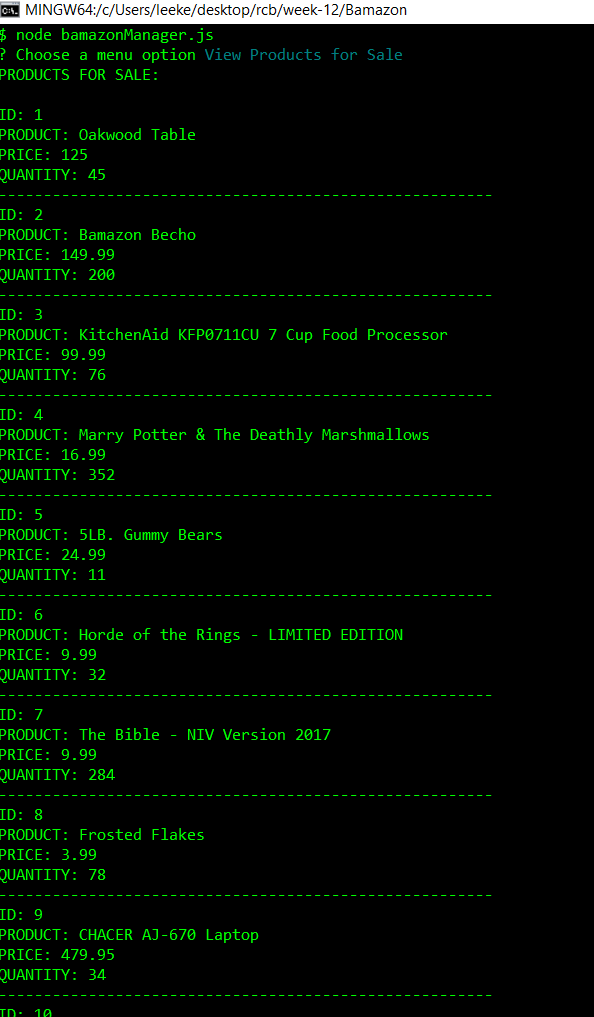 MINGW64:/c/Users/leeke/desktop/rcb/week-12/Bamazon
$ node bamazonManager.js
? Choose a menu option View Products for Sale
PRODUCTS FOR SALE:
ID: 1
PRODUCT: Oakwood Table
PRICE: 125
QUANTITY: 45
-------------------------------------------------------
ID: 2
PRODUCT: Bamazon Becho
PRICE: 149.99
QUANTITY: 200
-------------------------------------------------------
ID: 3
PRODUCT: KitchenAid KFP0711CU 7 Cup Food Processor
PRICE: 99.99
QUANTITY: 76
-------------------------------------------------------
ID: 4
PRODUCT: Marry Potter & The Deathly Marshmallows
PRICE: 16.99
QUANTITY: 352
-------------------------------------------------------
ID: 5
PRODUCT: 5LB. Gummy Bears
PRICE: 24.99
QUANTITY: 11
-------------------------------------------------------
ID: 6
PRODUCT: Horde of the Rings - LIMITED EDITION
PRICE: 9.99
QUANTITY: 32
-------------------------------------------------------
ID: 7
PRODUCT: The Bible - NIV Version 2017
PRICE: 9.99
QUANTITY: 284
-------------------------------------------------------
ID: 8
PRODUCT: Frosted Flakes
PRICE: 3.99
QUANTITY: 78
-------------------------------------------------------
ID: 9
PRODUCT: CHACER AJ-670 Laptop
PRICE: 479.95
QUANTITY: 34
-------------------------------------------------------
ID: 10